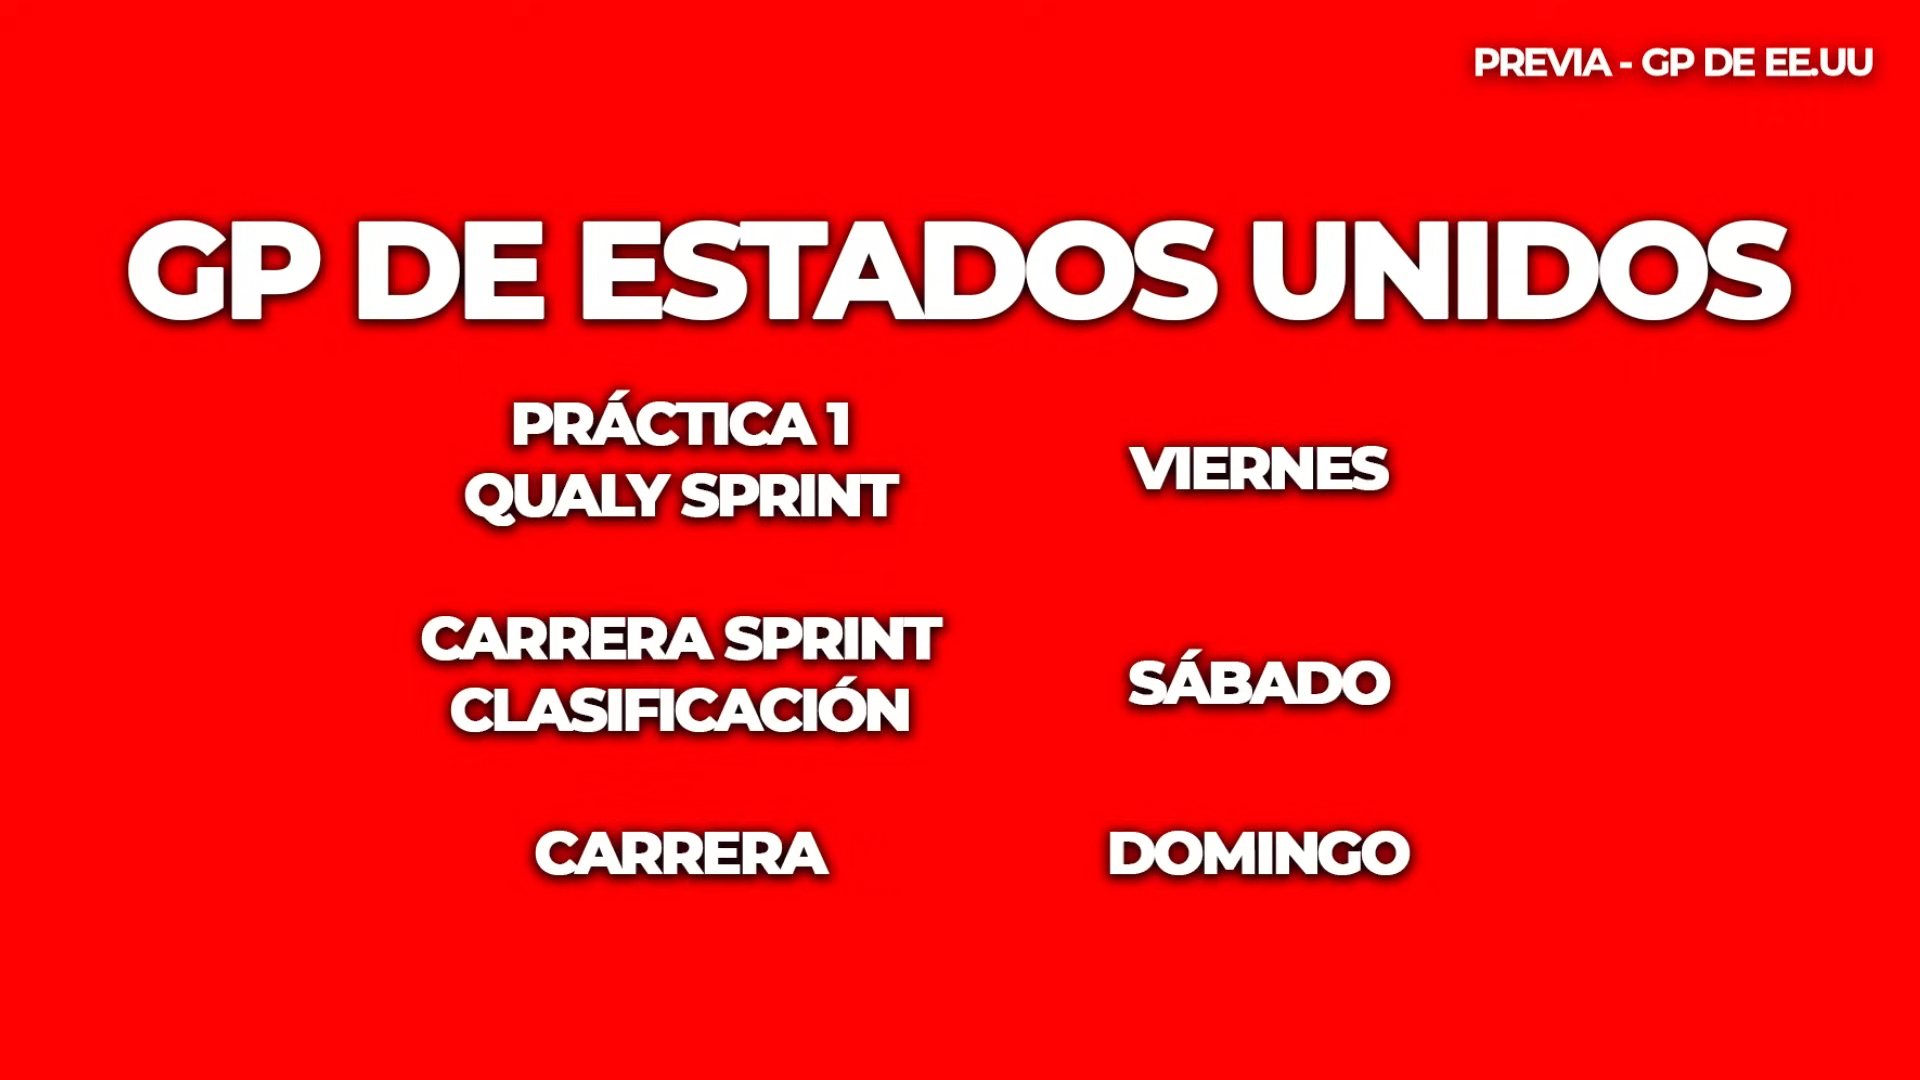 PREVIA - GP DE EE.UU
GP DE ESTADOS UNIDOS
PRÁCTICA 1
QUALY SPRINT
VIERNES
CARRERA SPRINT
CLASIFICACIÓN
SÁBADO
CARRERA
DOMINGO